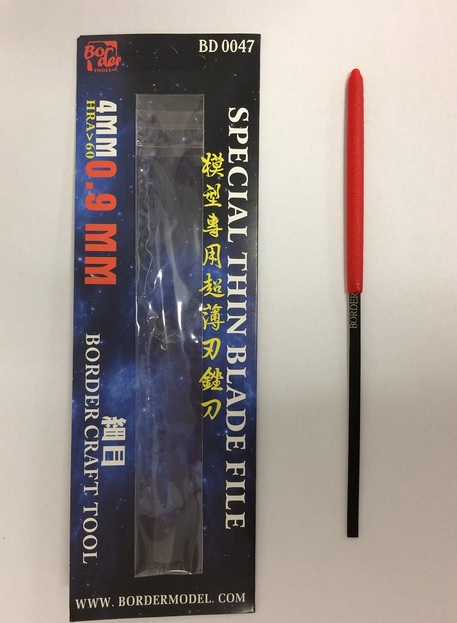 Border
TOOLS
BD 0047
SPECIAL THIN BLADE FILE
模型專用超薄刃銼刀
4MM 0.9 MM
HRA>60
細目
BORDER CRAFT TOOL
WWW. BORDERMODEL. COM
BORDER